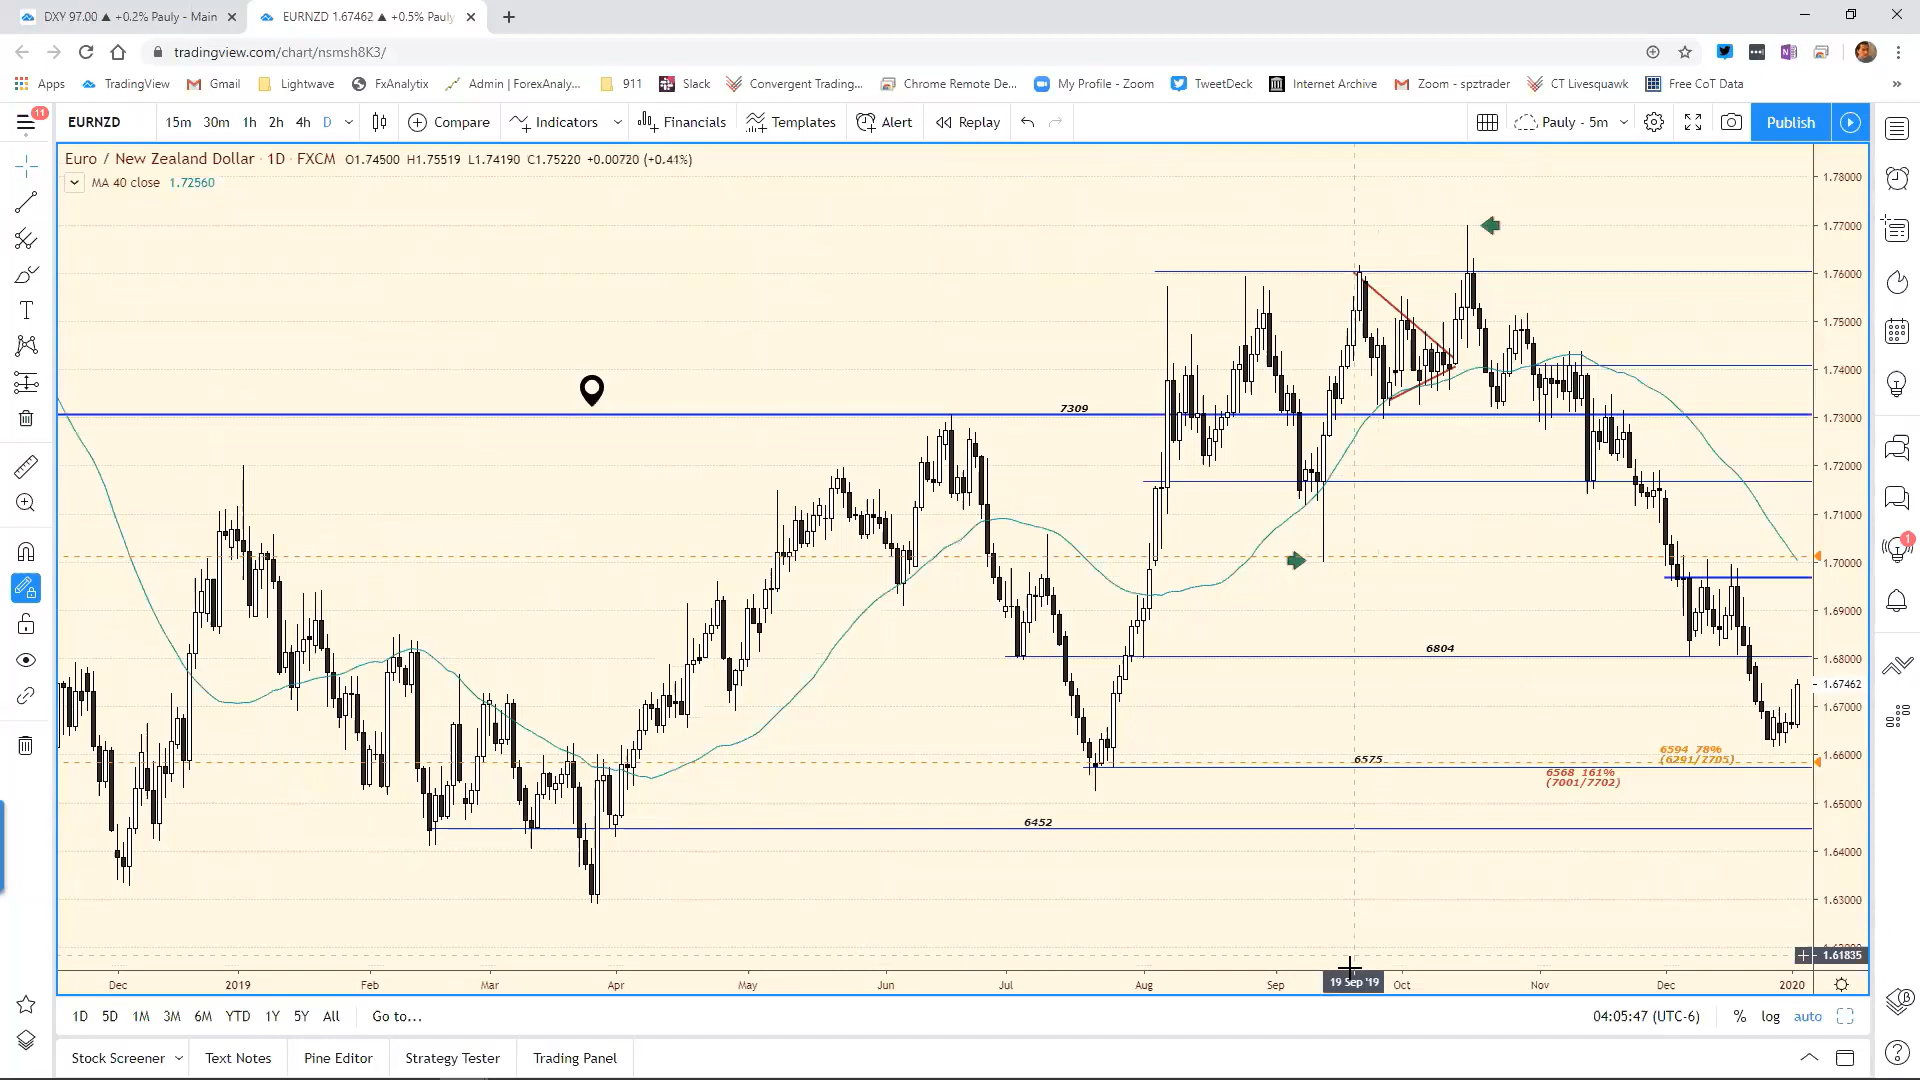 DXY 97.00 ▲ +0.2% Pauly - Main
EURNZD 1.67462 ▲ +0.5% Pauly
tradingview.com/chart/nsmsh8K3/
Apps TradingView Gmail Lightwave FxAnalytix Admin | ForexAnaly... 911 Slack Convergent Trading... Chrome Remote De... My Profile - Zoom TweetDeck Internet Archive Zoom - spztrader CT Livesquawk Free CoT Data »
11
EURNZD 15m 30m 1h 2h 4h D Compare Indicators Financials Templates Alert Replay Pauly - 5m Publish
Euro / New Zealand Dollar · 1D · FXCM O1.74500 H1.75519 L1.74190 C1.75220 +0.00720 (+0.41%)
MA 40 close 1.72560
1.78000
1.77000
1.76000
1.75000
1.74000
7309
1.73000
1.72000
1.71000
1.70000
1
1.69000
6804
1.68000
1.67462
1.67000
6594 78%
(6291/7705)
6575
1.66000
6568 161%
(7001/7702)
1.65000
6452
1.64000
1.63000
1.61835
Dec 2019 Feb Mar Apr May Jun Jul Aug Sep 19 Sep '19 Oct Nov Dec 2020
1D 5D 1M 3M 6M YTD 1Y 5Y All Go to... 04:05:47 (UTC-6) % log auto
Stock Screener Text Notes Pine Editor Strategy Tester Trading Panel